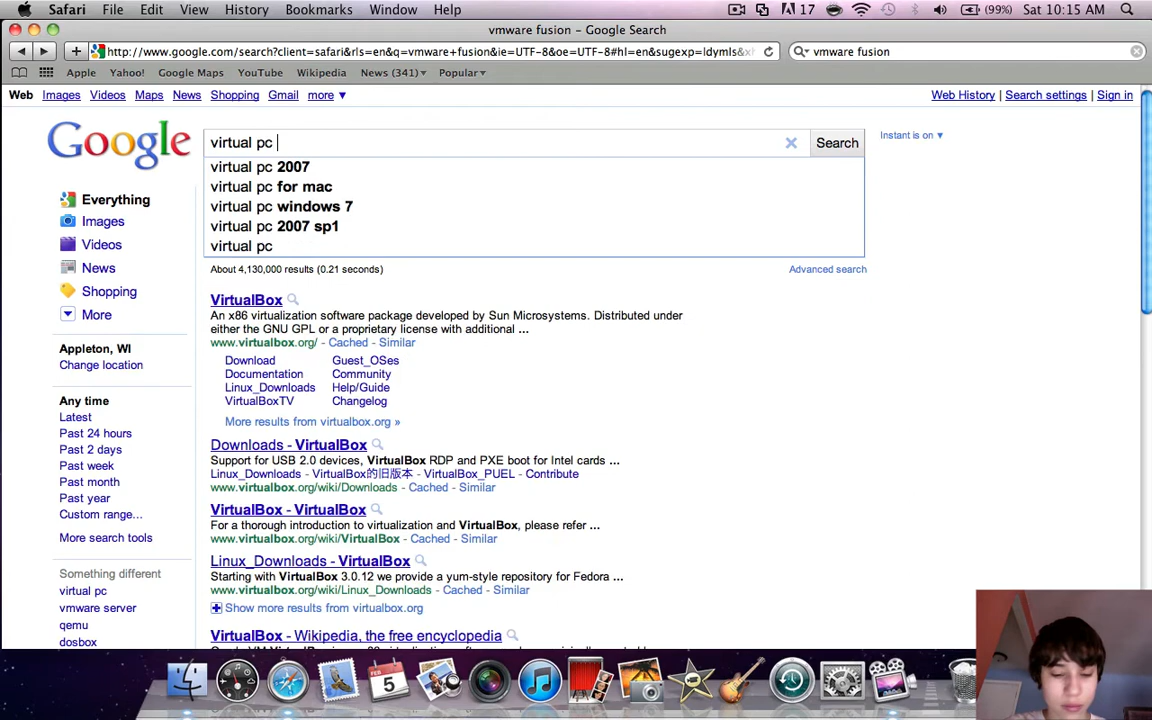 Safari File Edit View History Bookmarks Window Help 17 (99%) Sat 10:15 AM
vmware fusion - Google Search
http://www.google.com/search?client=safari&rls=en&q=vmware+fusion&ie=UTF-8&oe=UTF-8#hl=en&sugexp=ldymls& vmware fusion
Apple Yahoo! Google Maps YouTube Wikipedia News (341)▾ Popular▾
Web Images Videos Maps News Shopping Gmail more ▼ Web History | Search settings | Sign in
Google
virtual pc
Search
Instant is on ▼
virtual pc 2007
virtual pc for mac
virtual pc windows 7
virtual pc 2007 sp1
virtual pc
About 4,130,000 results (0.21 seconds) Advanced search
Everything
Images
Videos
News
Shopping
More
Appleton, WI
Change location
Any time
Latest
Past 24 hours
Past 2 days
Past week
Past month
Past year
Custom range...
More search tools
Something different
virtual pc
vmware server
qemu
dosbox
VirtualBox
An x86 virtualization software package developed by Sun Microsystems. Distributed under
either the GNU GPL or a proprietary license with additional ...
www.virtualbox.org/ - Cached - Similar
Download Guest_OSes
Documentation Community
Linux_Downloads Help/Guide
VirtualBoxTV Changelog
More results from virtualbox.org »
Downloads - VirtualBox
Support for USB 2.0 devices, VirtualBox RDP and PXE boot for Intel cards ...
Linux_Downloads - VirtualBox的旧版本 - VirtualBox_PUEL - Contribute
www.virtualbox.org/wiki/Downloads - Cached - Similar
VirtualBox - VirtualBox
For a thorough introduction to virtualization and VirtualBox, please refer ...
www.virtualbox.org/wiki/VirtualBox - Cached - Similar
Linux_Downloads - VirtualBox
Starting with VirtualBox 3.0.12 we provide a yum-style repository for Fedora ...
www.virtualbox.org/wiki/Linux_Downloads - Cached - Similar
Show more results from virtualbox.org
VirtualBox - Wikipedia, the free encyclopedia
5